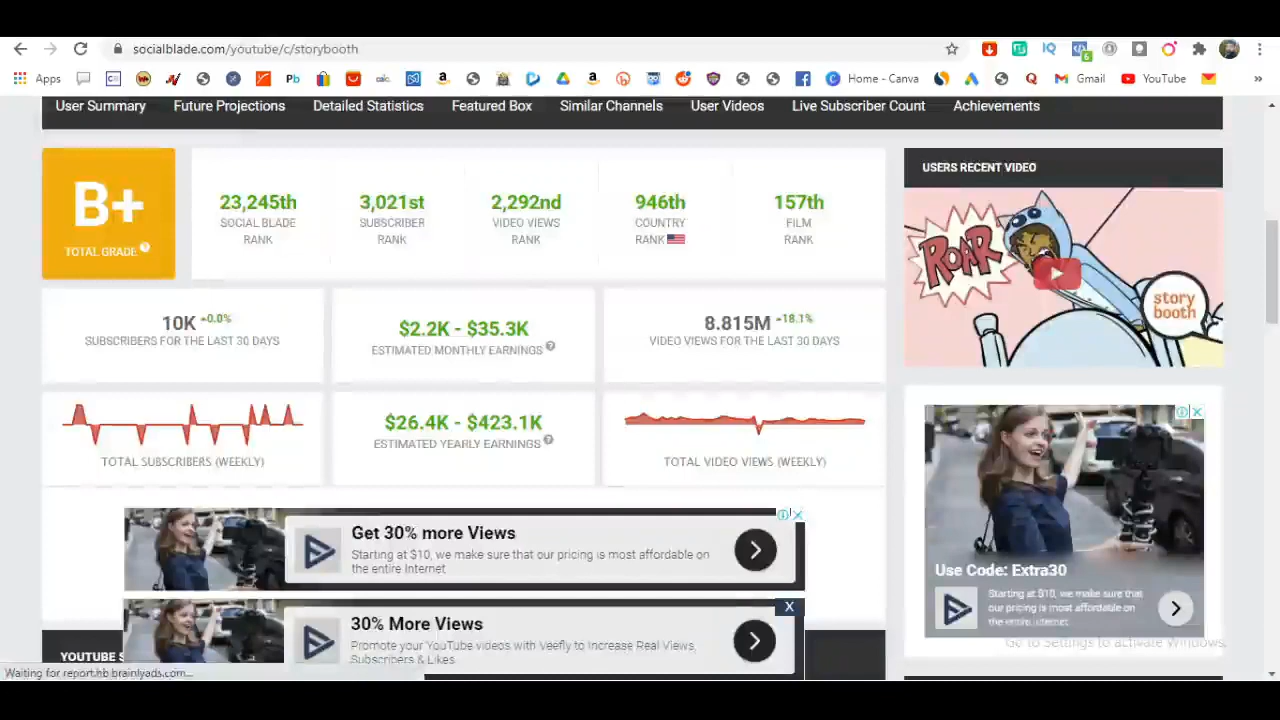 socialblade.com/youtube/c/storybooth
6
Apps
Pb
Home - Canva
Gmail
YouTube
User Summary
Future Projections
Detailed Statistics
Featured Box
Similar Channels
User Videos
Live Subscriber Count
Achievements
B+
TOTAL GRADE
23,245th
SOCIAL BLADE
RANK
3,021st
SUBSCRIBER
RANK
2,292nd
VIDEO VIEWS
RANK
946th
COUNTRY
RANK
157th
FILM
RANK
USERS RECENT VIDEO
ROAR
story
booth
10K +0.0%
SUBSCRIBERS FOR THE LAST 30 DAYS
$2.2K - $35.3K
ESTIMATED MONTHLY EARNINGS
8.815M +18.1%
VIDEO VIEWS FOR THE LAST 30 DAYS
TOTAL SUBSCRIBERS (WEEKLY)
$26.4K - $423.1K
ESTIMATED YEARLY EARNINGS
TOTAL VIDEO VIEWS (WEEKLY)
Get 30% more Views
Starting at $10, we make sure that our pricing is most affordable on
the entire Internet
X
30% More Views
Promote your YouTube videos with Veefly to Increase Real Views,
Subscribers & Likes.
Use Code: Extra30
Starting at $10, we make sure
that our pricing is most
affordable on the entire Internet.
Go to Settings to activate Windows.
YOUTUBE S
Waiting for report.hb.brainlyads.com...